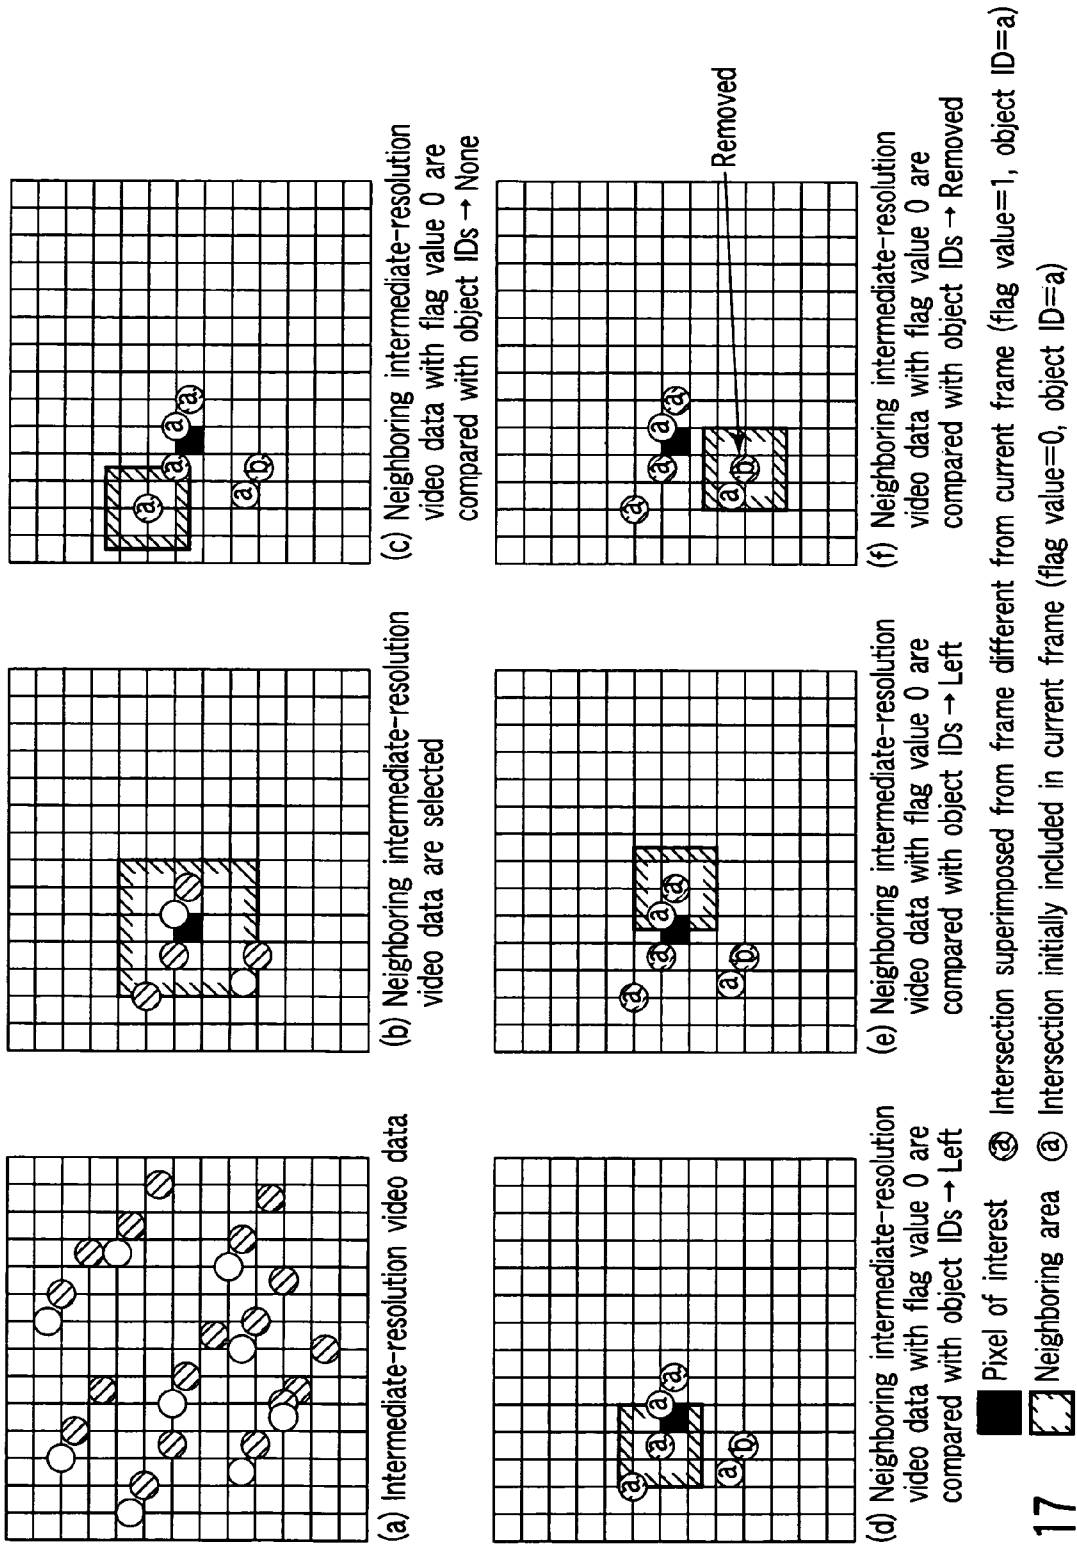 (a) Intermediate-resolution video data
(b) Neighboring intermediate-resolution
video data are selected
a
a
a
a
a
b
(c) Neighboring intermediate-resolution
video data with flag value 0 are
compared with object IDs → None
a
a
a
a
a
b
(d) Neighboring intermediate-resolution
video data with flag value 0 are
compared with object IDs → Left
a
a
a
a
a
b
(e) Neighboring intermediate-resolution
video data with flag value 0 are
compared with object IDs → Left
a
a
a
a
a
b
Removed
(f) Neighboring intermediate-resolution
video data with flag value 0 are
compared with object IDs → Removed
Pixel of interest
a Intersection superimposed from frame different from current frame (flag value=1, object ID=a)
Neighboring area
a Intersection initially included in current frame (flag value=0, object ID=a)
17